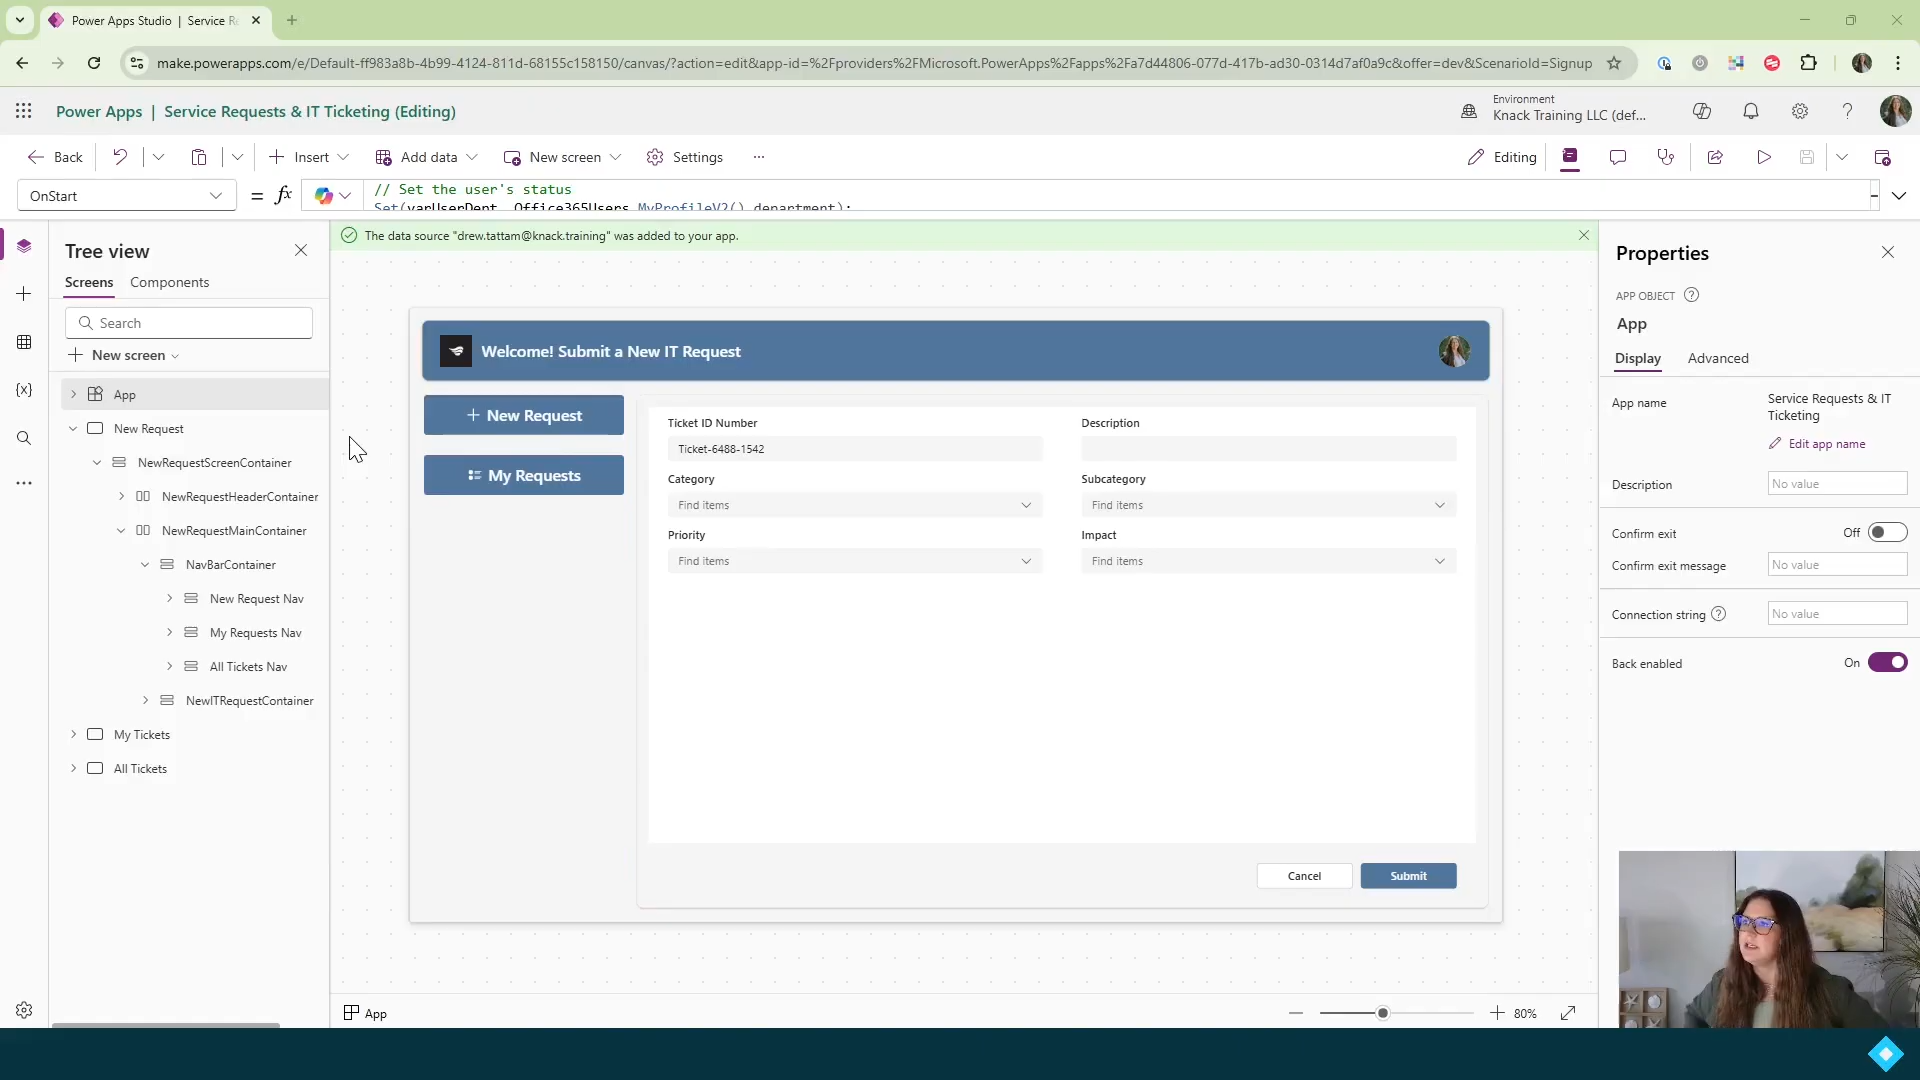 Power Apps Studio | Service R
make.powerapps.com/e/Default-ff983a8b-4b99-4124-811d-68155c158150/canvas/?action=edit&app-id=%2Fproviders%2FMicrosoft.PowerApps%2Fapps%2Fa7d44806-077d-417b-ad30-0314d7af0a9c&offer=dev&ScenarioId=Signup
Power Apps | Service Requests & IT Ticketing (Editing)
Environment
Knack Training LLC (def...
Back
Insert
Add data
New screen
Settings
...
Editing
OnStart
= fx
// Set the user's status
Set(varUserDept, Office365Users.MyProfileV2().department);
Tree view
Screens
Components
Search
New screen
App
New Request
NewRequestScreenContainer
NewRequestHeaderContainer
NewRequestMainContainer
NavBarContainer
New Request Nav
My Requests Nav
All Tickets Nav
NewITRequestContainer
My Tickets
All Tickets
The data source "drew.tattam@knack.training" was added to your app.
Welcome! Submit a New IT Request
New Request
My Requests
Ticket ID Number
Description
Ticket-6488-1542
Category
Subcategory
Find items
Find items
Priority
Impact
Find items
Find items
Cancel
Submit
App
80%
Properties
APP OBJECT
App
Display
Advanced
App name
Service Requests & IT
Ticketing
Edit app name
Description
No value
Confirm exit
Off
Confirm exit message
No value
Connection string
No value
Back enabled
On